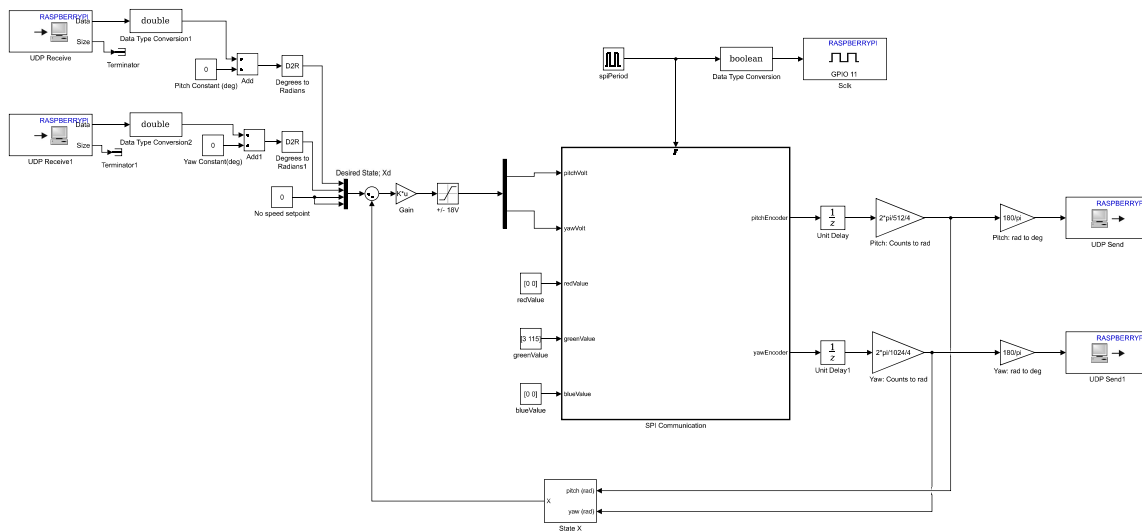 RASPBERRYPI
Data
Size
UDP Receive
double
Data Type Conversion1
Terminator
0
Pitch Constant (deg)
Add
D2R
Degrees to
Radians
RASPBERRYPI
Data
Size
UDP Receive1
double
Data Type Conversion2
Terminator1
0
Yaw Constant(deg)
Add1
D2R
Degrees to
Radians1
0
No speed setpoint
Desired State; Xd
K*u
Gain
+/- 18V
spiPeriod
boolean
Data Type Conversion
RASPBERRYPI
GPIO 11
Sclk
pitchVolt
yawVolt
redValue
greenValue
blueValue
pitchEncoder
yawEncoder
SPI Communication
[0 0]
redValue
[3 115]
greenValue
[0 0]
blueValue
1
z
Unit Delay
2*pi/512/4
Pitch: Counts to rad
180/pi
Pitch: rad to deg
RASPBERRYPI
UDP Send
1
z
Unit Delay1
2*pi/1024/4
Yaw: Counts to rad
180/pi
Yaw: rad to deg
RASPBERRYPI
UDP Send1
X
pitch (rad)
yaw (rad)
State X